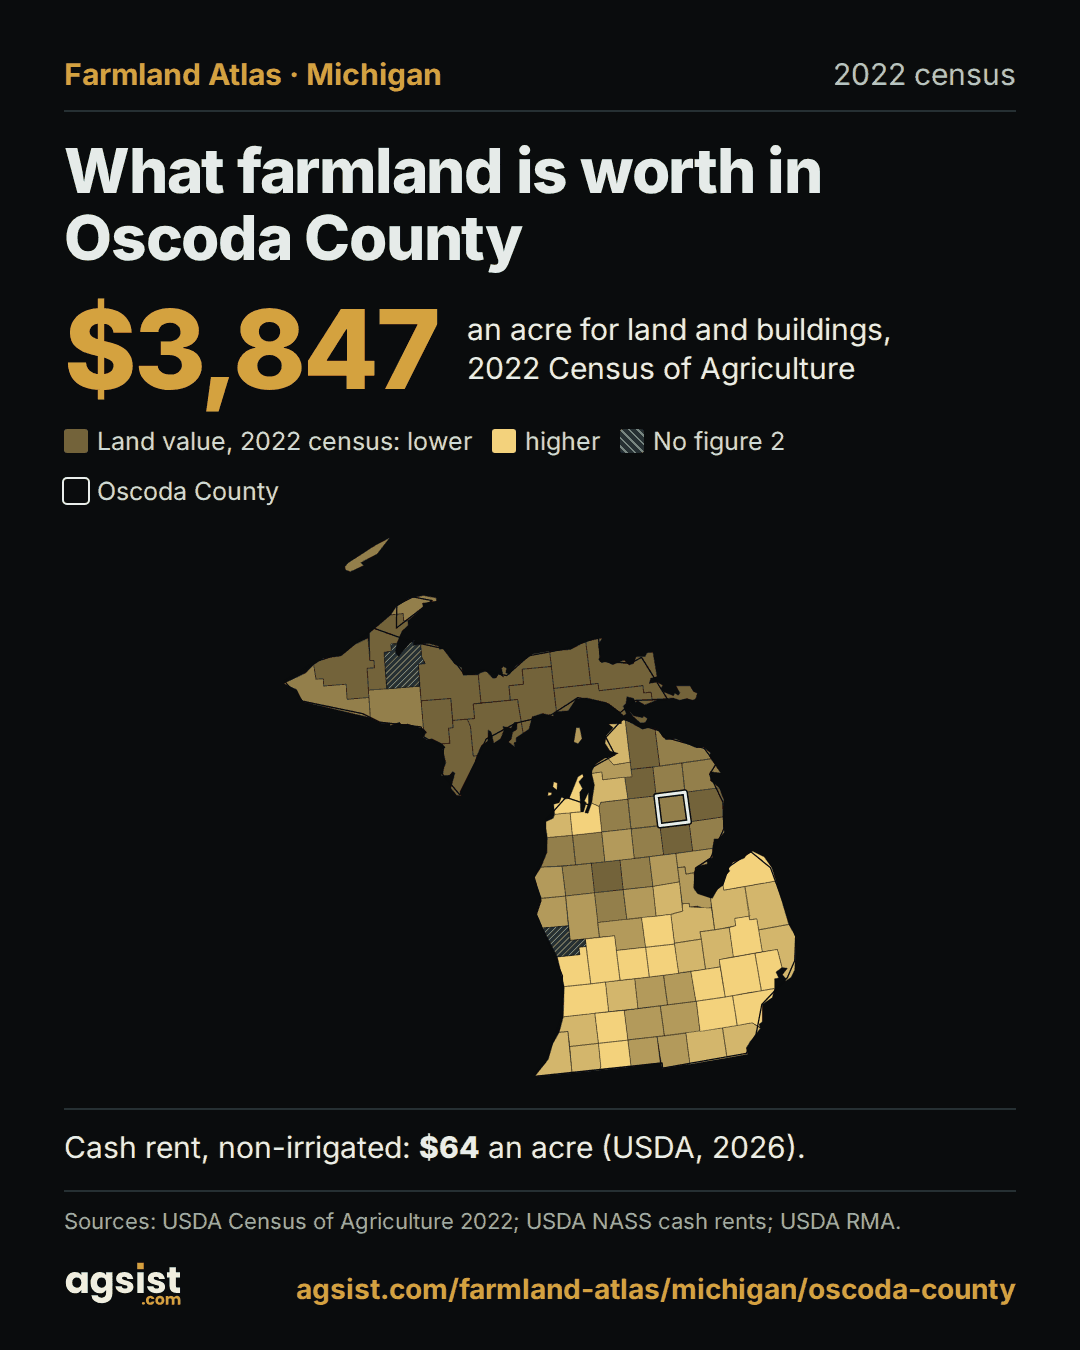 Farmland Atlas · Michigan
2022 census
What farmland is worth in
Oscoda County
$3,847
an acre for land and buildings,
2022 Census of Agriculture
Land value, 2022 census: lower
higher
No figure 2
Oscoda County
Cash rent, non-irrigated: $64 an acre (USDA, 2026).
Sources: USDA Census of Agriculture 2022; USDA NASS cash rents; USDA RMA.
agsist
.com
agsist.com/farmland-atlas/michigan/oscoda-county